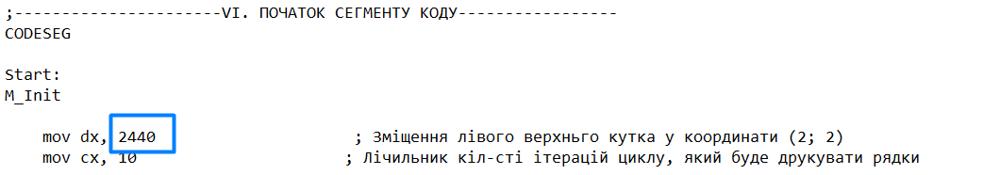 ;----------------------VI. ПОЧАТОК СЕГМЕНТУ КОДУ-----------------
CODESEG
Start:
M_Init
mov dx, 2440 ; Зміщення лівого верхньго кутка у координати (2; 2)
mov cx, 10 ; Лічильник кіл-сті ітерацій циклу, який буде друкувати рядки